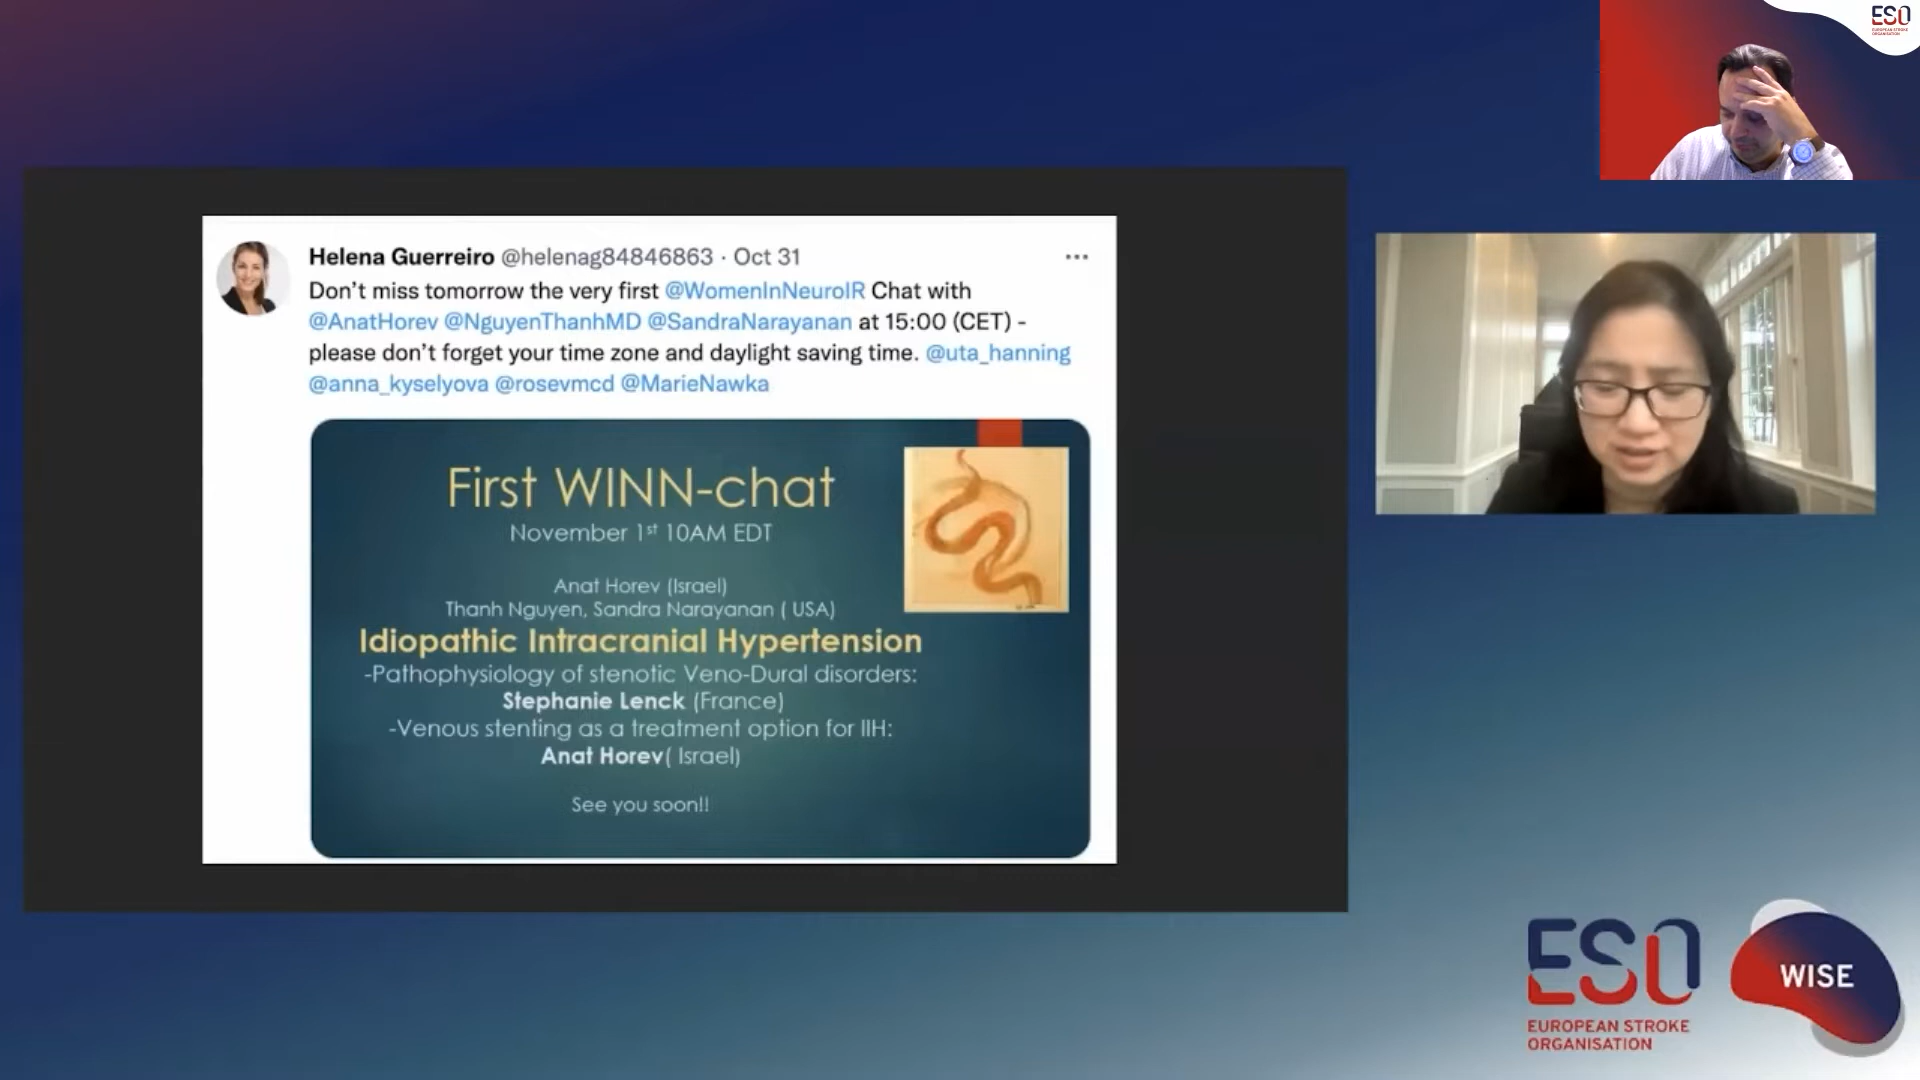 ESO
EUROPEAN STROKE
ORGANISATION
Helena Guerreiro @helenag84846863 · Oct 31
Don’t miss tomorrow the very first @WomenInNeuroIR Chat with
@AnatHorev @NguyenThanhMD @SandraNarayanan at 15:00 (CET) -
please don’t forget your time zone and daylight saving time. @uta_hanning
@anna_kyselyova @rosevmcd @MarieNawka
First WINN-chat
November 1st 10AM EDT
Anat Horev (Israel)
Thanh Nguyen, Sandra Narayanan ( USA)
Idiopathic Intracranial Hypertension
-Pathophysiology of stenotic Veno-Dural disorders:
Stephanie Lenck (France)
-Venous stenting as a treatment option for IIH:
Anat Horev( Israel)
See you soon!!
ESO
EUROPEAN STROKE
ORGANISATION
WISE